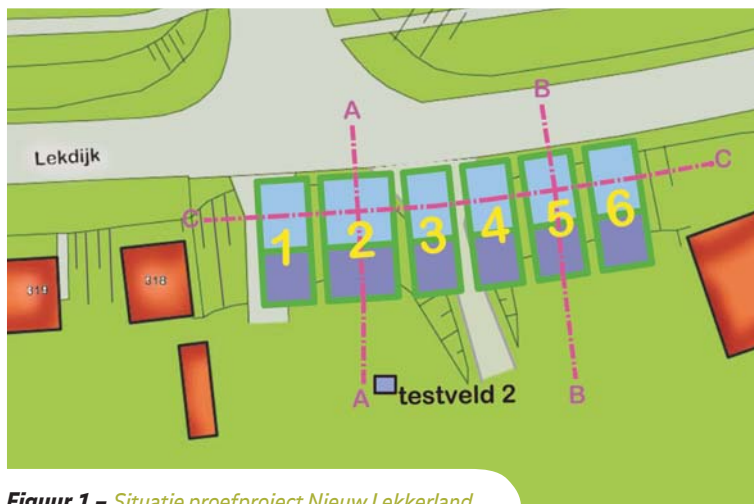 A
B
Lekdijk
C
C
1
2
3
4
5
6
318
A
testveld 2
B
Figuur 1 – Situatie proefproject Nieuw Lekkerland